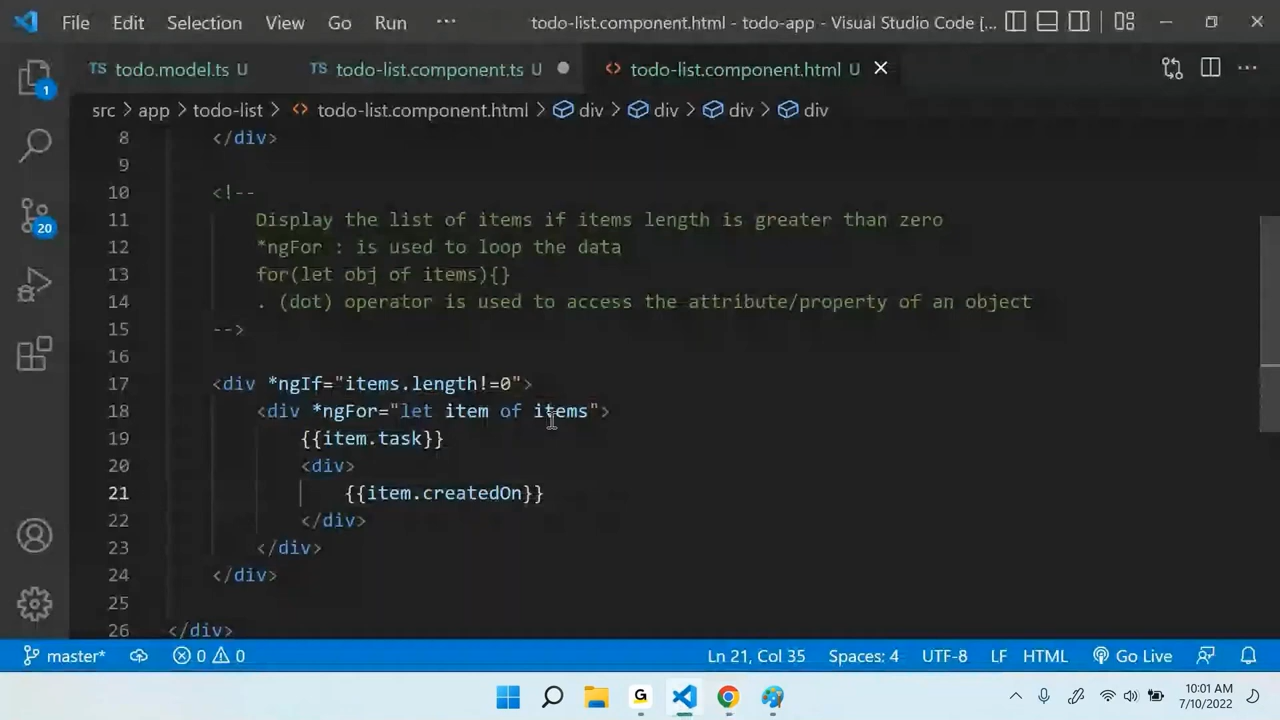 File Edit Selection View Go Run ··· todo-list.component.html - todo-app - Visual Studio Code [...
TS todo.model.ts U TS todo-list.component.ts U ● <> todo-list.component.html U ×
src > app > todo-list > <> todo-list.component.html > div > div > div > div
8 </div>
9
10 <!--
11 Display the list of items if items length is greater than zero
12 *ngFor : is used to loop the data
13 for(let obj of items){}
14 . (dot) operator is used to access the attribute/property of an object
15 -->
16
17 <div *ngIf="items.length!=0">
18 <div *ngFor="let item of items">
19 {{item.task}}
20 <div>
21 {{item.createdOn}}
22 </div>
23 </div>
24 </div>
25
26 </div>
1
20
master* 0 0 Ln 21, Col 35 Spaces: 4 UTF-8 LF HTML Go Live
G
10:01 AM
7/10/2022